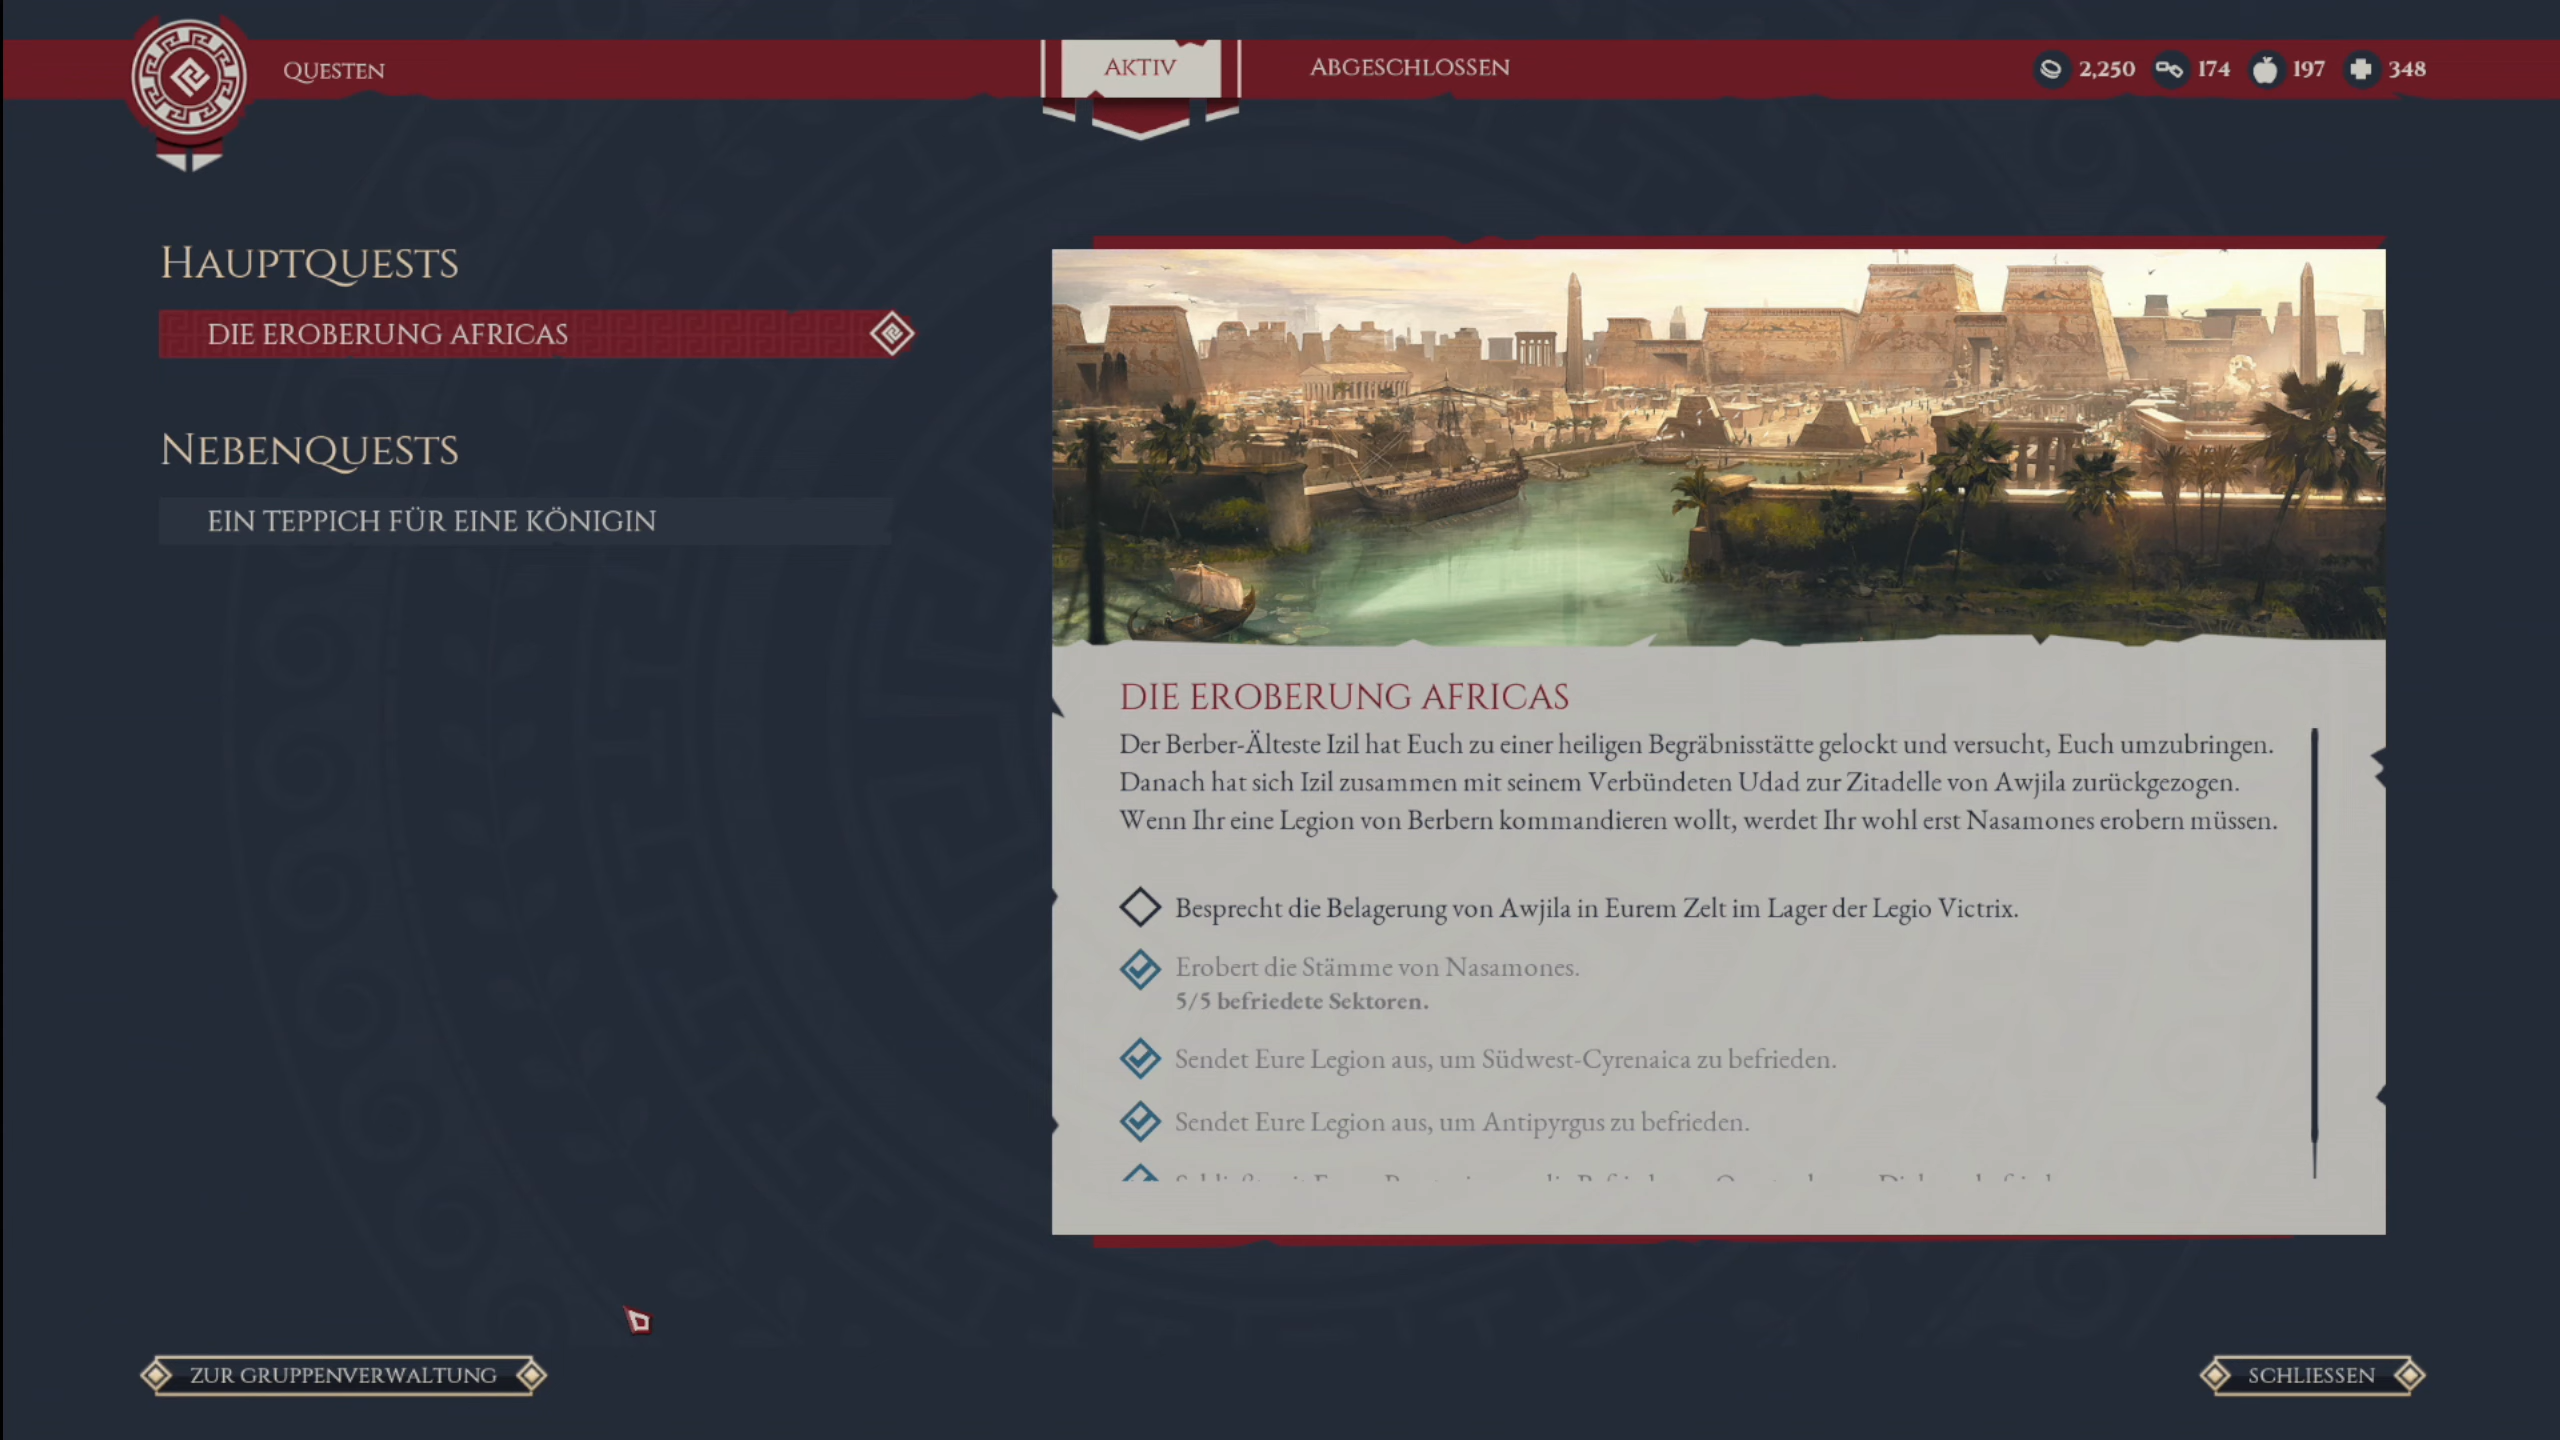 QUESTEN
AKTIV
ABGESCHLOSSEN
2,250
174
197
348
HAUPTQUESTS
DIE EROBERUNG AFRICAS
NEBENQUESTS
EIN TEPPICH FÜR EINE KÖNIGIN
DIE EROBERUNG AFRICAS
Der Berber-Älteste Izil hat Euch zu einer heiligen Begräbnisstätte gelockt und versucht, Euch umzubringen.
Danach hat sich Izil zusammen mit seinem Verbündeten Udad zur Zitadelle von Awjila zurückgezogen.
Wenn Ihr eine Legion von Berbern kommandieren wollt, werdet Ihr wohl erst Nasamones erobern müssen.
Besprecht die Belagerung von Awjila in Eurem Zelt im Lager der Legio Victrix.
Erobert die Stämme von Nasamones.
5/5 befriedete Sektoren.
Sendet Eure Legion aus, um Südwest-Cyrenaica zu befrieden.
Sendet Eure Legion aus, um Antipyrgus zu befrieden.
ZUR GRUPPENVERWALTUNG
SCHLIESSEN